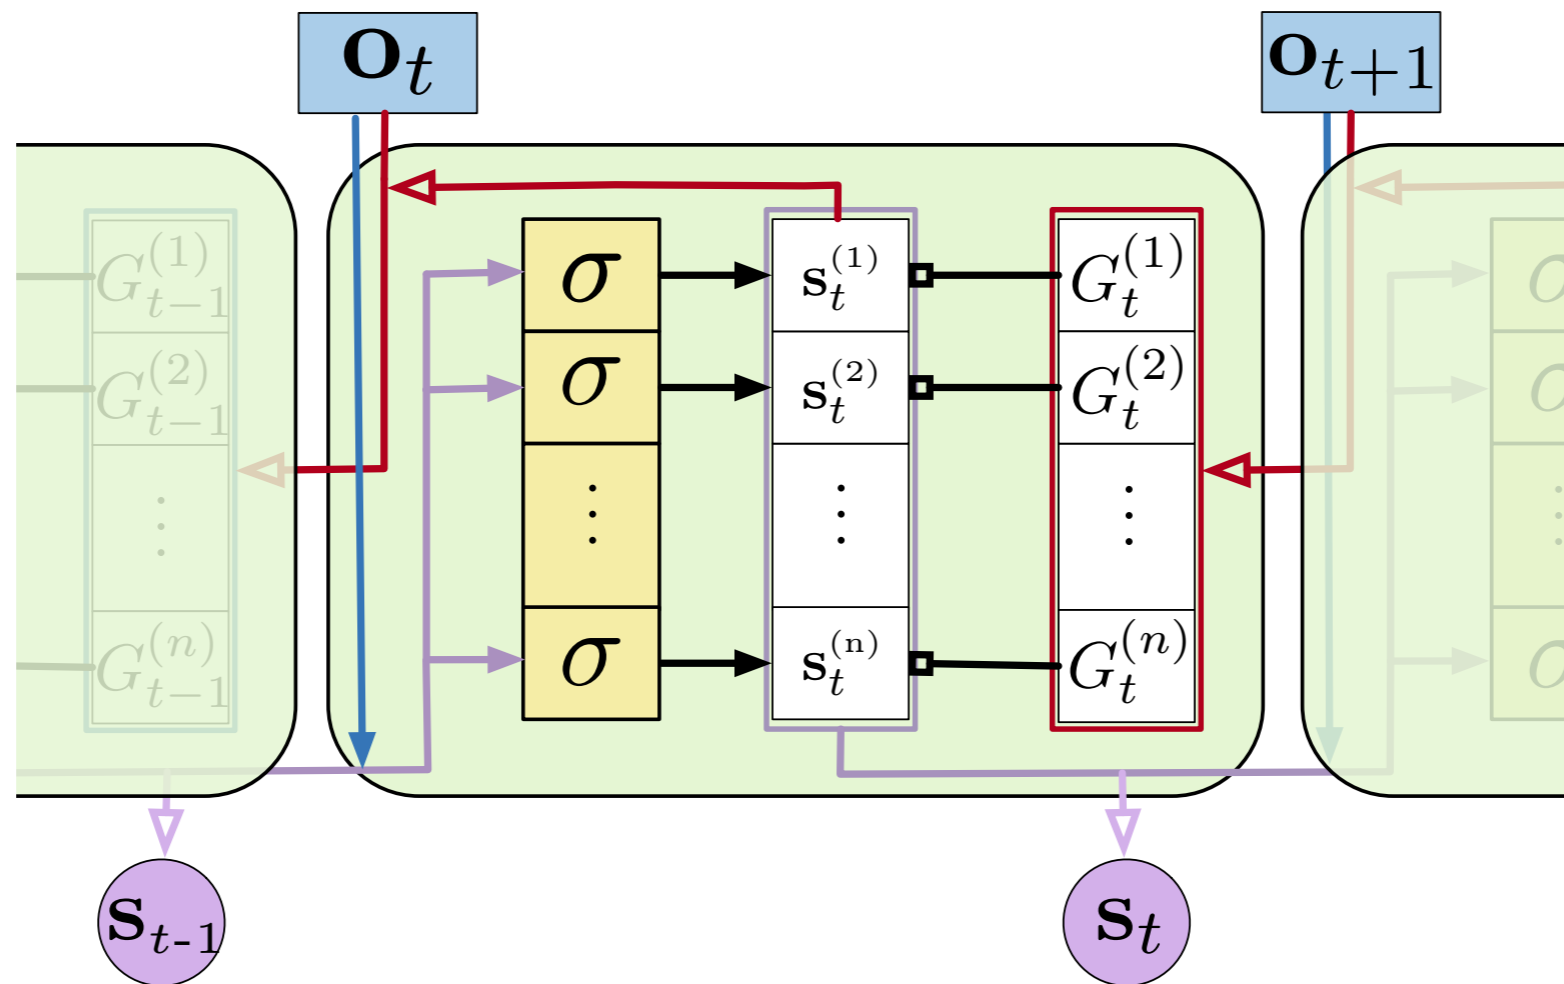 𝐨_t
𝐨_{t+1}
G_{t−1}^{(1)}
G_{t−1}^{(2)}
⋮
G_{t−1}^{(n)}
σ
σ
⋮
σ
𝐬_t^{(1)}
𝐬_t^{(2)}
⋮
𝐬_t^{(n)}
G_t^{(1)}
G_t^{(2)}
⋮
G_t^{(n)}
σ
σ
⋮
σ
𝐬_{t-1}
𝐬_t